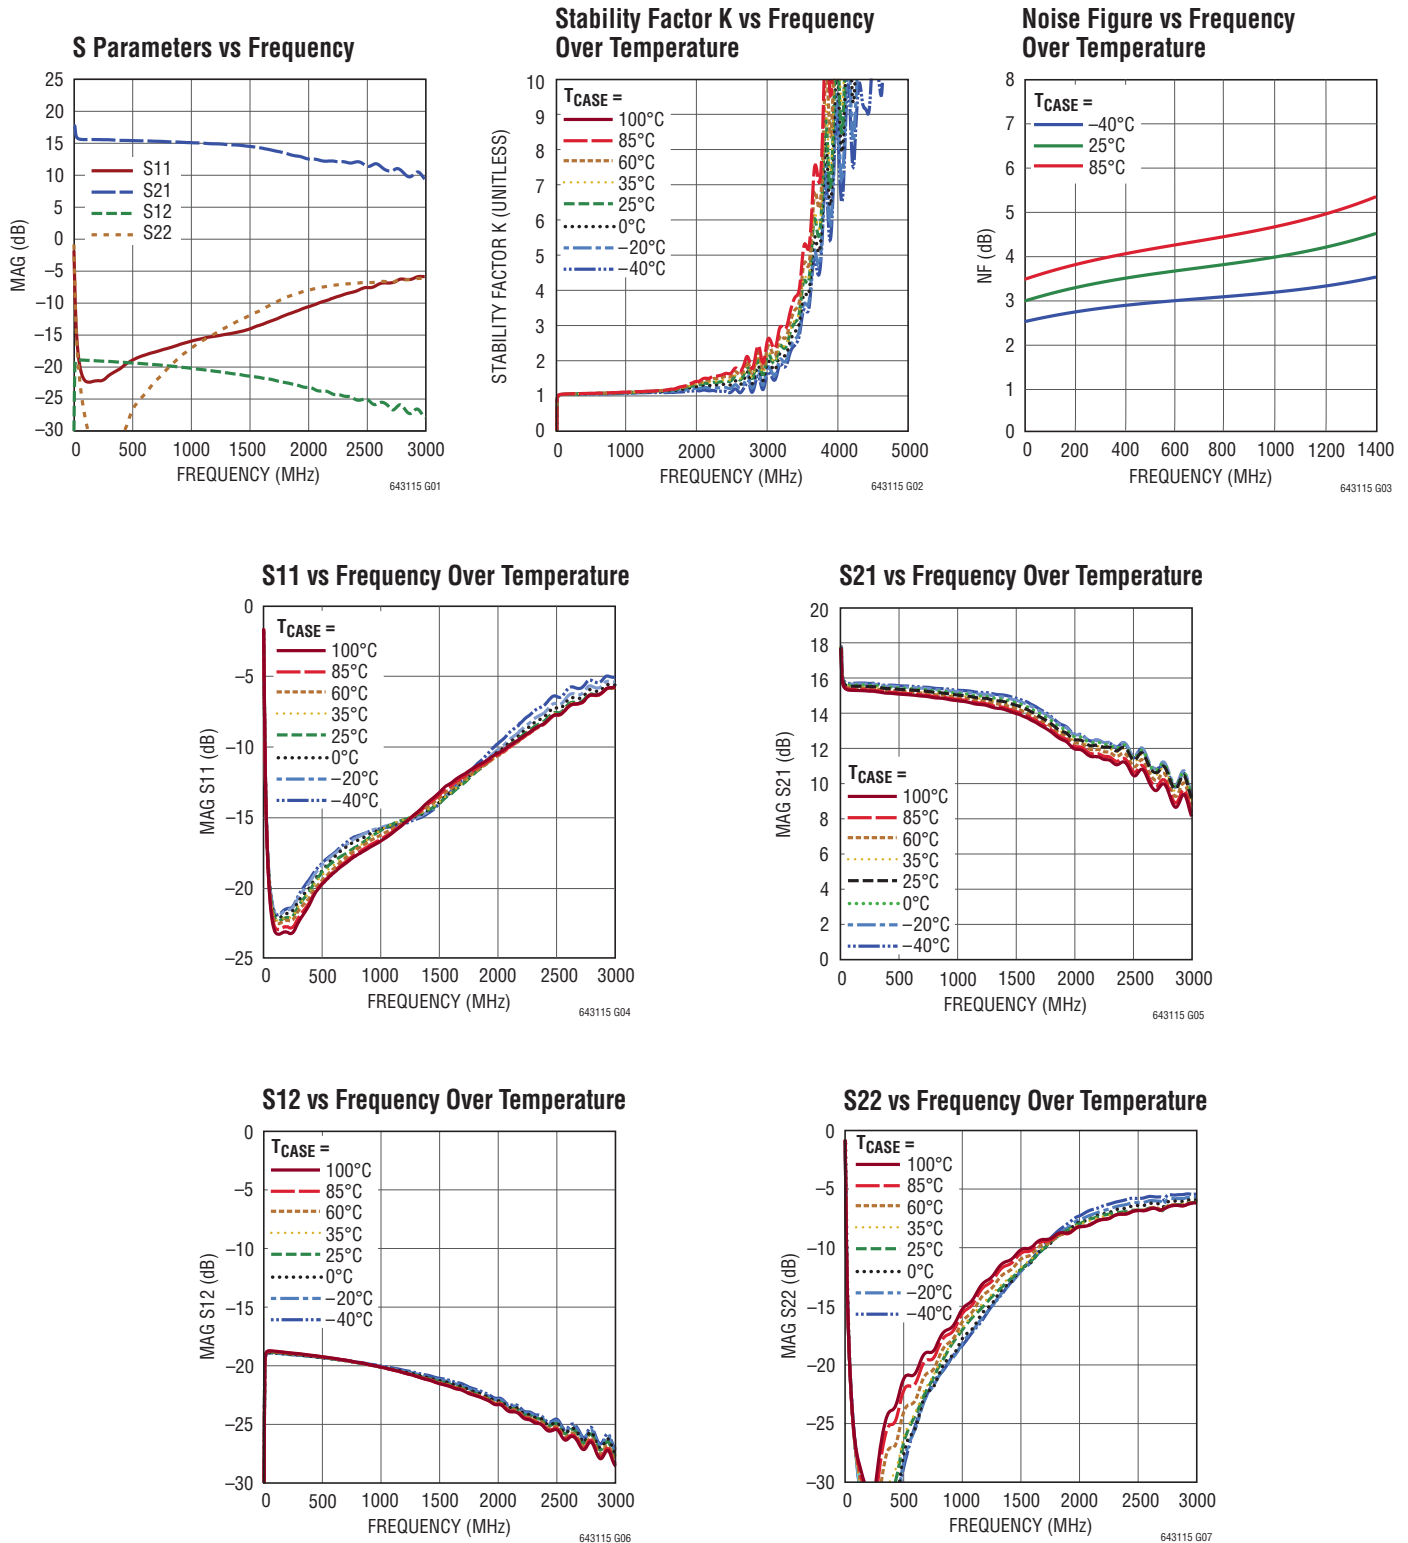 S Parameters vs Frequency
25
20
15
10
5
0
–5
–10
–15
–20
–25
–30
MAG (dB)
S11
S21
S12
S22
0 500 1000 1500 2000 2500 3000
FREQUENCY (MHz)
643115 G01
Stability Factor K vs Frequency
Over Temperature
10
9
8
7
6
5
4
3
2
1
0
STABILITY FACTOR K (UNITLESS)
TCASE =
100°C
85°C
60°C
35°C
25°C
0°C
–20°C
–40°C
0 1000 2000 3000 4000 5000
FREQUENCY (MHz)
643115 G02
Noise Figure vs Frequency
Over Temperature
8
7
6
5
4
3
2
1
0
NF (dB)
TCASE =
–40°C
25°C
85°C
0 200 400 600 800 1000 1200 1400
FREQUENCY (MHz)
643115 G03
S11 vs Frequency Over Temperature
0
–5
–10
–15
–20
–25
MAG S11 (dB)
TCASE =
100°C
85°C
60°C
35°C
25°C
0°C
–20°C
–40°C
0 500 1000 1500 2000 2500 3000
FREQUENCY (MHz)
643115 G04
S21 vs Frequency Over Temperature
20
18
16
14
12
10
8
6
4
2
0
MAG S21 (dB)
TCASE =
100°C
85°C
60°C
35°C
25°C
0°C
–20°C
–40°C
0 500 1000 1500 2000 2500 3000
FREQUENCY (MHz)
643115 G05
S12 vs Frequency Over Temperature
0
–5
–10
–15
–20
–25
–30
MAG S12 (dB)
TCASE =
100°C
85°C
60°C
35°C
25°C
0°C
–20°C
–40°C
0 500 1000 1500 2000 2500 3000
FREQUENCY (MHz)
643115 G06
S22 vs Frequency Over Temperature
0
–5
–10
–15
–20
–25
–30
MAG S22 (dB)
TCASE =
100°C
85°C
60°C
35°C
25°C
0°C
–20°C
–40°C
0 500 1000 1500 2000 2500 3000
FREQUENCY (MHz)
643115 G07